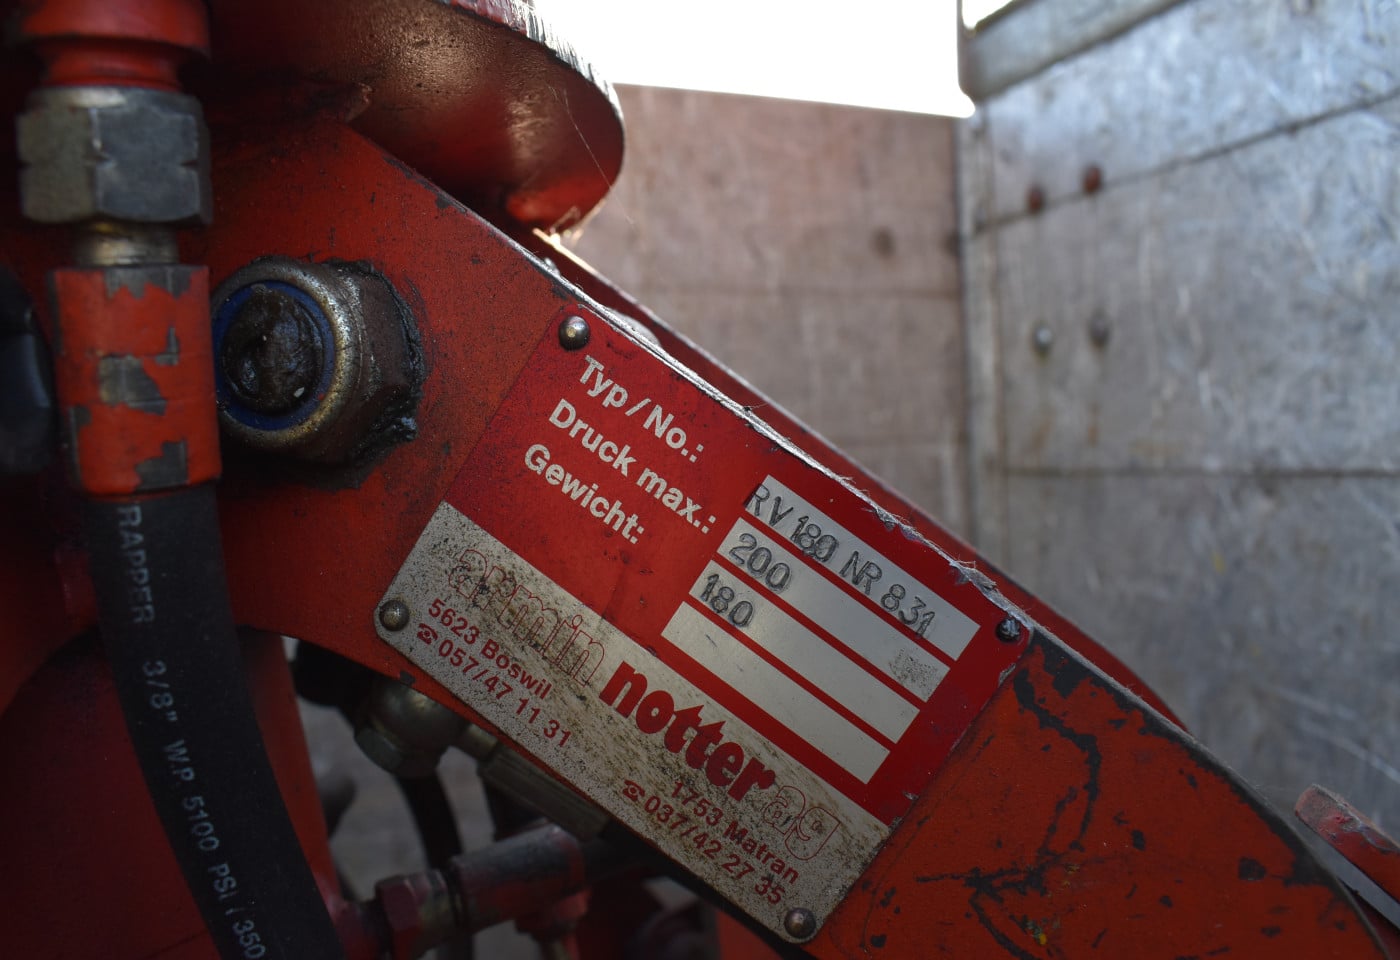 Typ / No.: RV 180 NR 831
Druck max.: 200
Gewicht: 180
armin notter ag
5623 Boswil
☎ 057/47 11 31
1753 Matran
☎ 037/42 27 35
RAPPER 3/8" W.P. 5100 PSI / 350